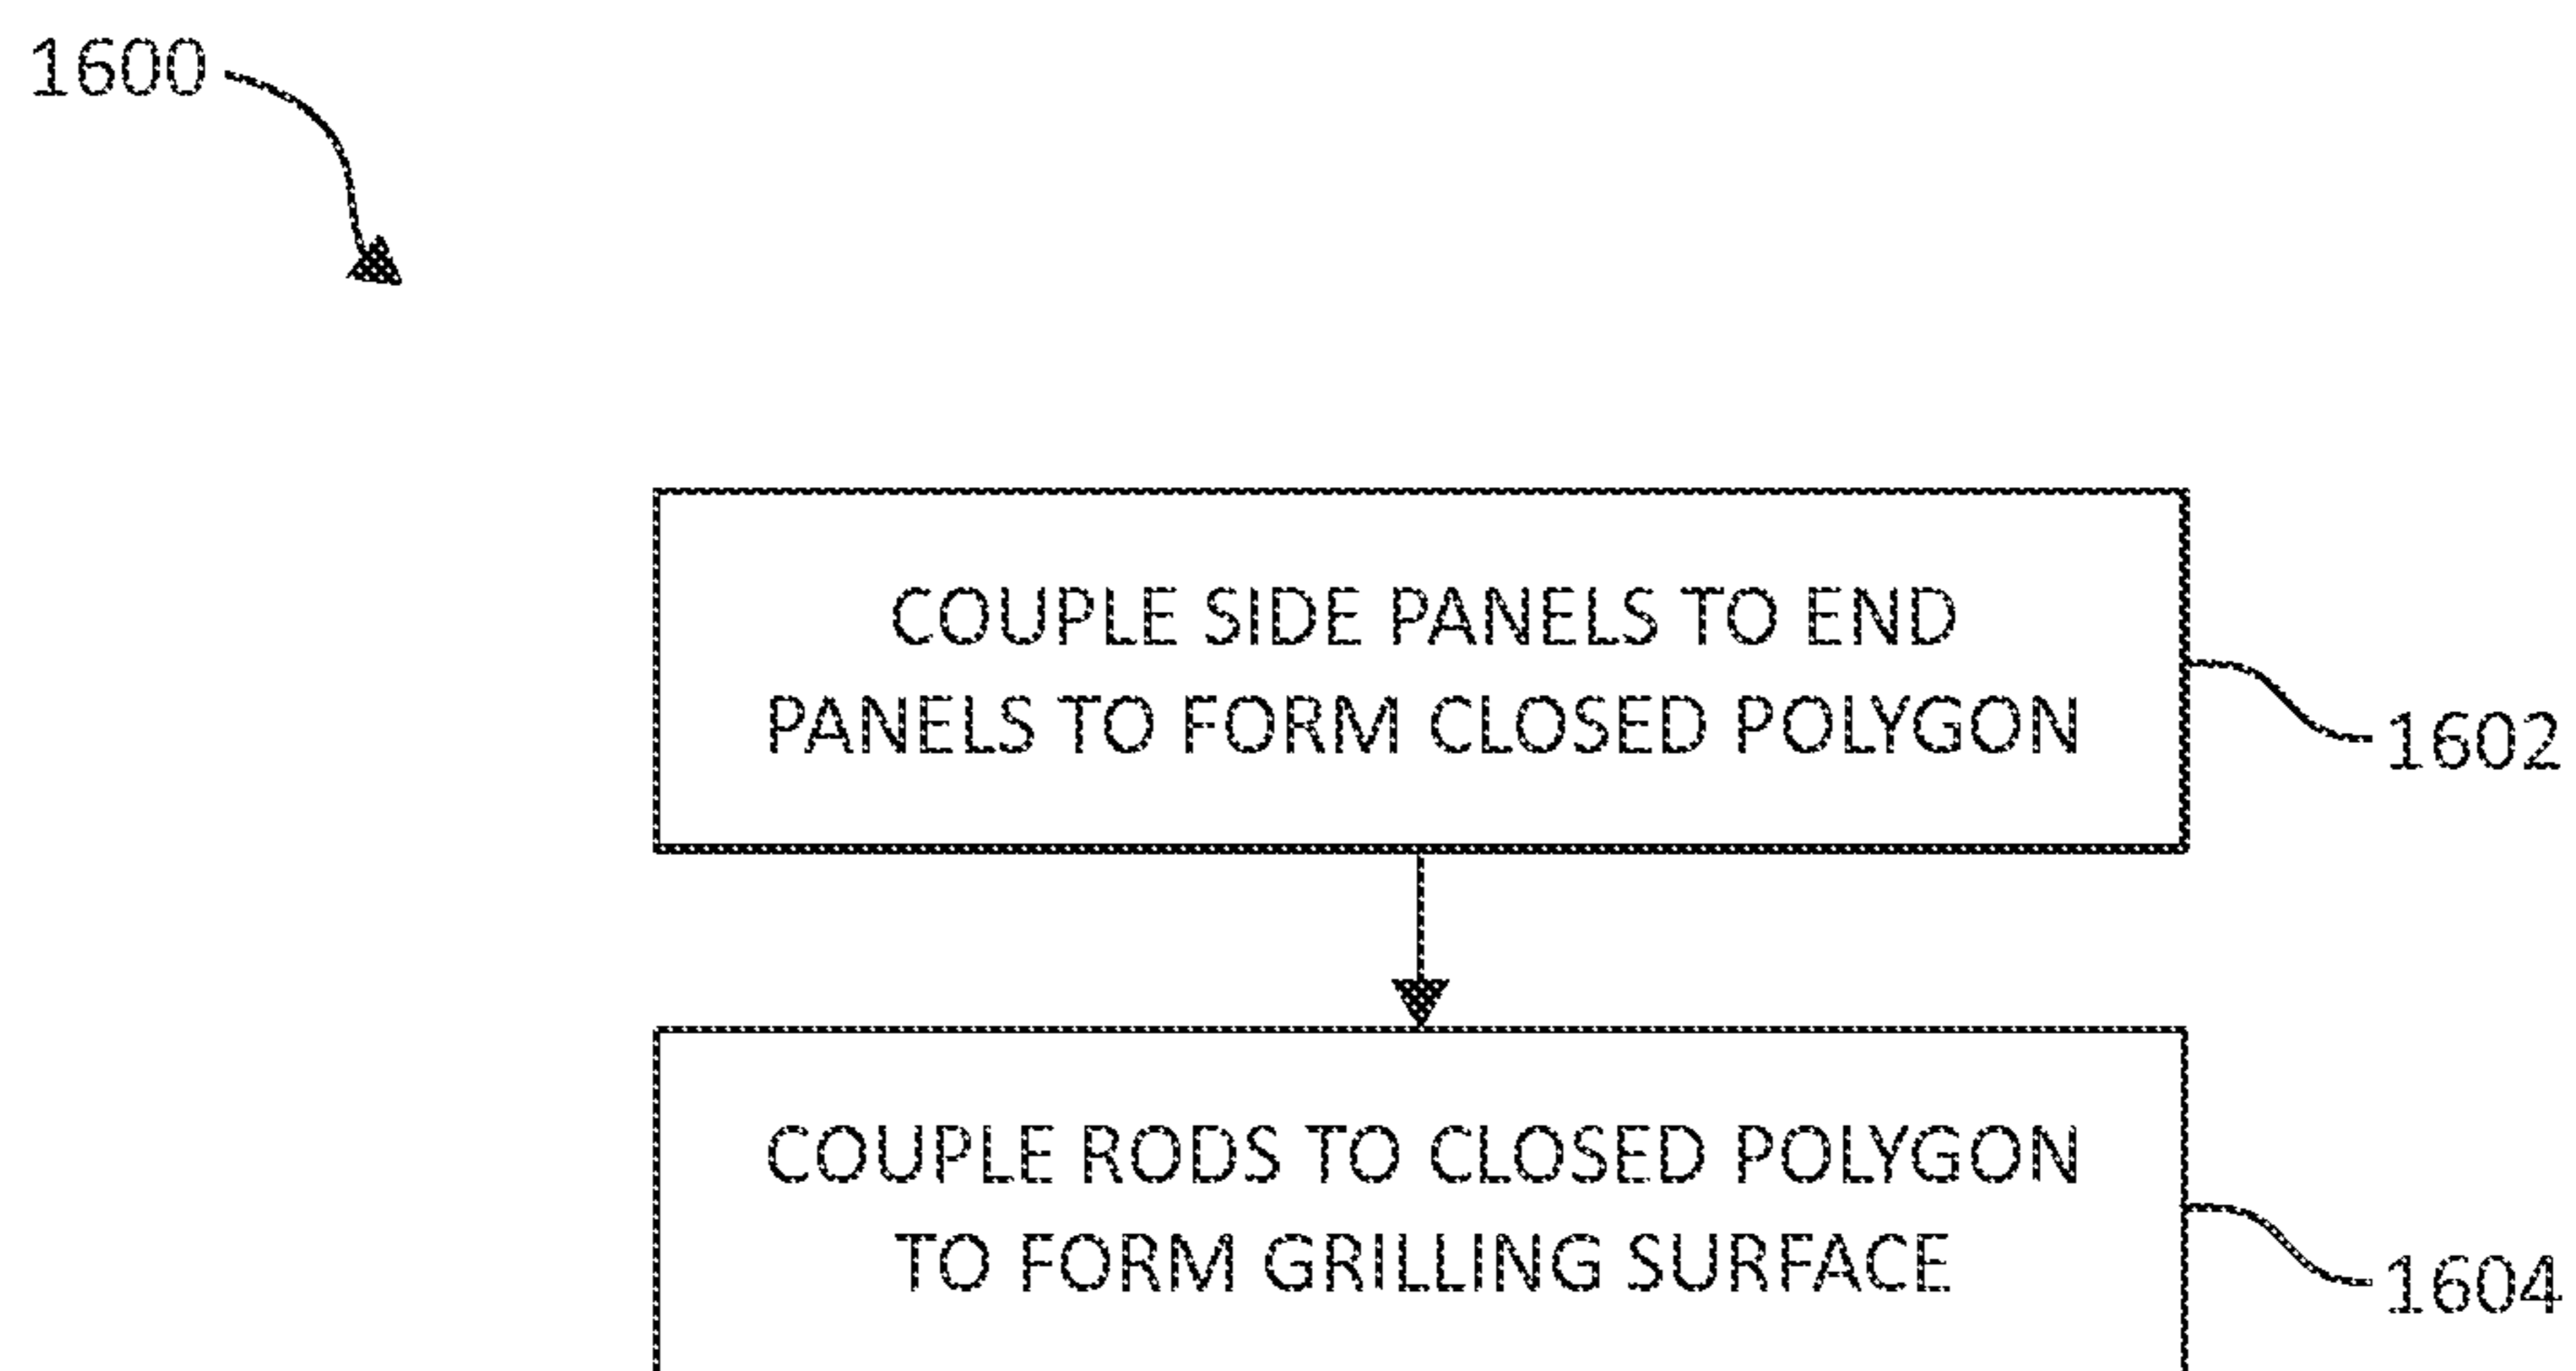 1600
COUPLE SIDE PANELS TO END
PANELS TO FORM CLOSED POLYGON
1602
COUPLE RODS TO CLOSED POLYGON
TO FORM GRILLING SURFACE
1604